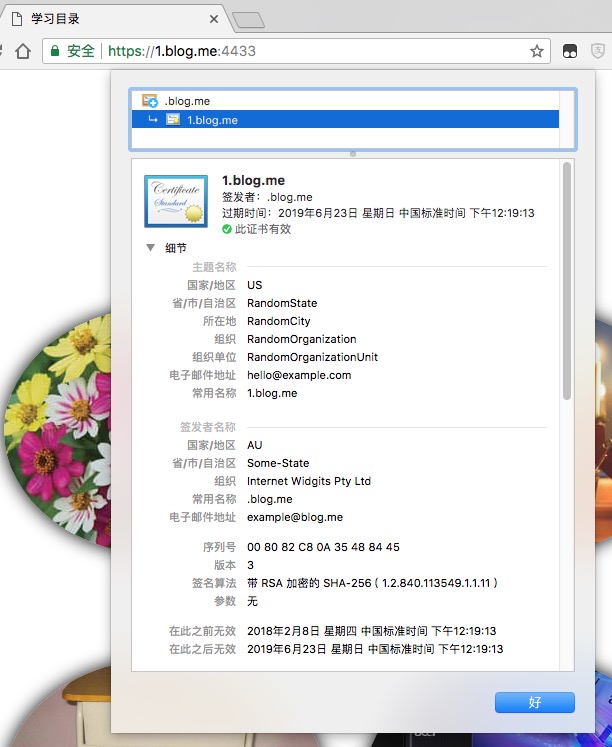 学习目录
安全 https://1.blog.me:4433
.blog.me
1.blog.me
Certificate
Standard
1.blog.me
签发者：.blog.me
过期时间：2019年6月23日 星期日 中国标准时间 下午12:19:13
此证书有效
细节
主题名称
国家/地区 US
省/市/自治区 RandomState
所在地 RandomCity
组织 RandomOrganization
组织单位 RandomOrganizationUnit
电子邮件地址 hello@example.com
常用名称 1.blog.me
签发者名称
国家/地区 AU
省/市/自治区 Some-State
组织 Internet Widgits Pty Ltd
常用名称 .blog.me
电子邮件地址 example@blog.me
序列号 00 80 82 C8 0A 35 48 84 45
版本 3
签名算法 带 RSA 加密的 SHA-256 ( 1.2.840.113549.1.1.11 )
参数 无
在此之前无效 2018年2月8日 星期四 中国标准时间 下午12:19:13
在此之后无效 2019年6月23日 星期日 中国标准时间 下午12:19:13
好
acer